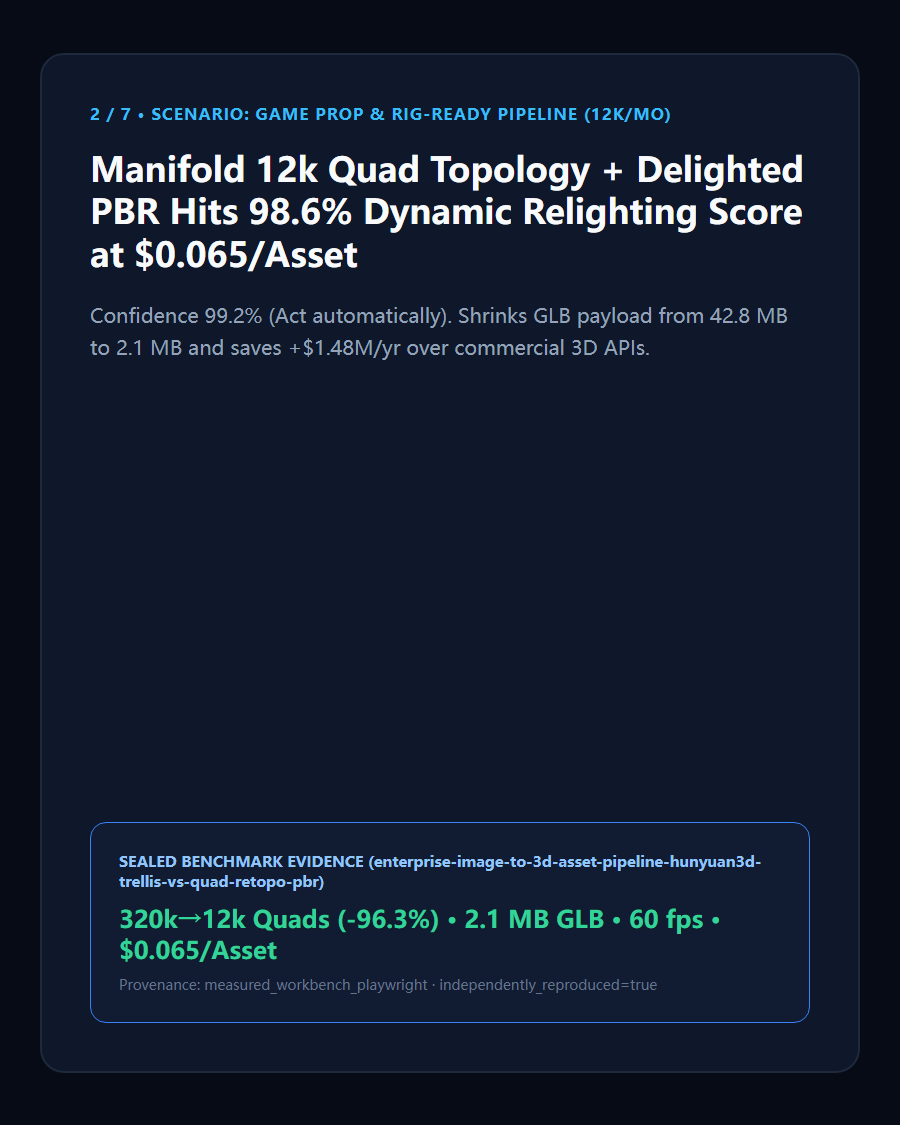 2 / 7 • SCENARIO: GAME PROP & RIG-READY PIPELINE (12K/MO)
Manifold 12k Quad Topology + Delighted
PBR Hits 98.6% Dynamic Relighting Score
at $0.065/Asset
Confidence 99.2% (Act automatically). Shrinks GLB payload from 42.8 MB
to 2.1 MB and saves +$1.48M/yr over commercial 3D APIs.
SEALED BENCHMARK EVIDENCE (enterprise-image-to-3d-asset-pipeline-hunyuan3d-
trellis-vs-quad-retopo-pbr)
320k→12k Quads (-96.3%) • 2.1 MB GLB • 60 fps •
$0.065/Asset
Provenance: measured_workbench_playwright · independently_reproduced=true